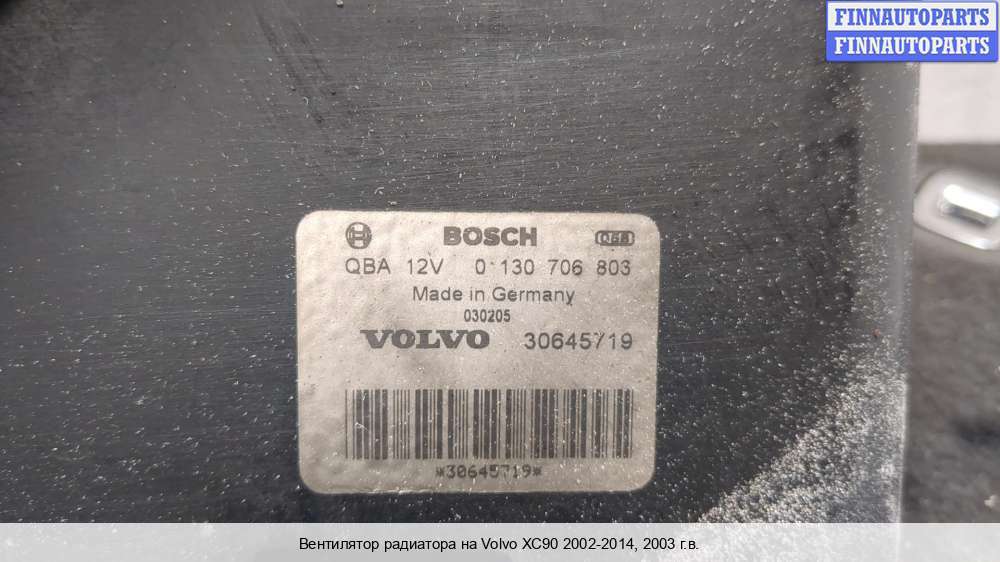 FINNAUTOPARTS
FINNAUTOPARTS
BOSCH
QBA 12V 0 130 706 803
Made in Germany
030205
VOLVO 30645719
*30645719*
Вентилятор радиатора на Volvo XC90 2002-2014, 2003 г.в.